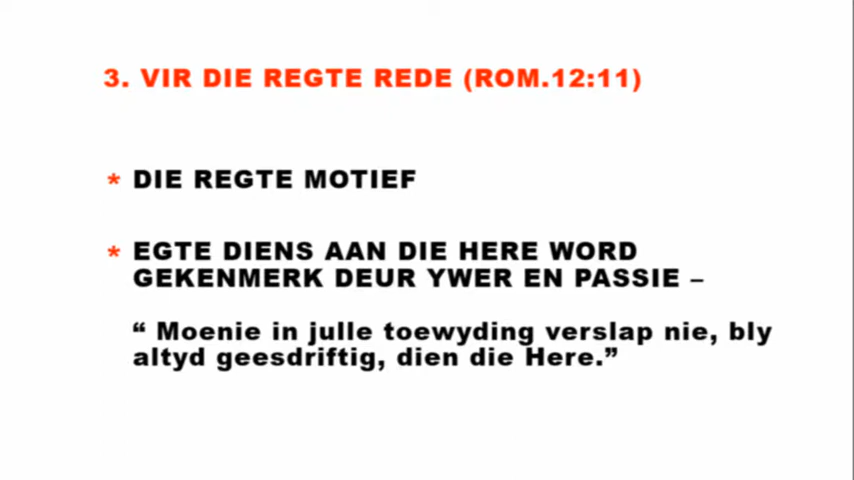 3. VIR DIE REGTE REDE (ROM.12:11)
* DIE REGTE MOTIEF
* EGTE DIENS AAN DIE HERE WORD
GEKENMERK DEUR YWER EN PASSIE –
“ Moenie in julle toewyding verslap nie, bly
altyd geesdriftig, dien die Here.”